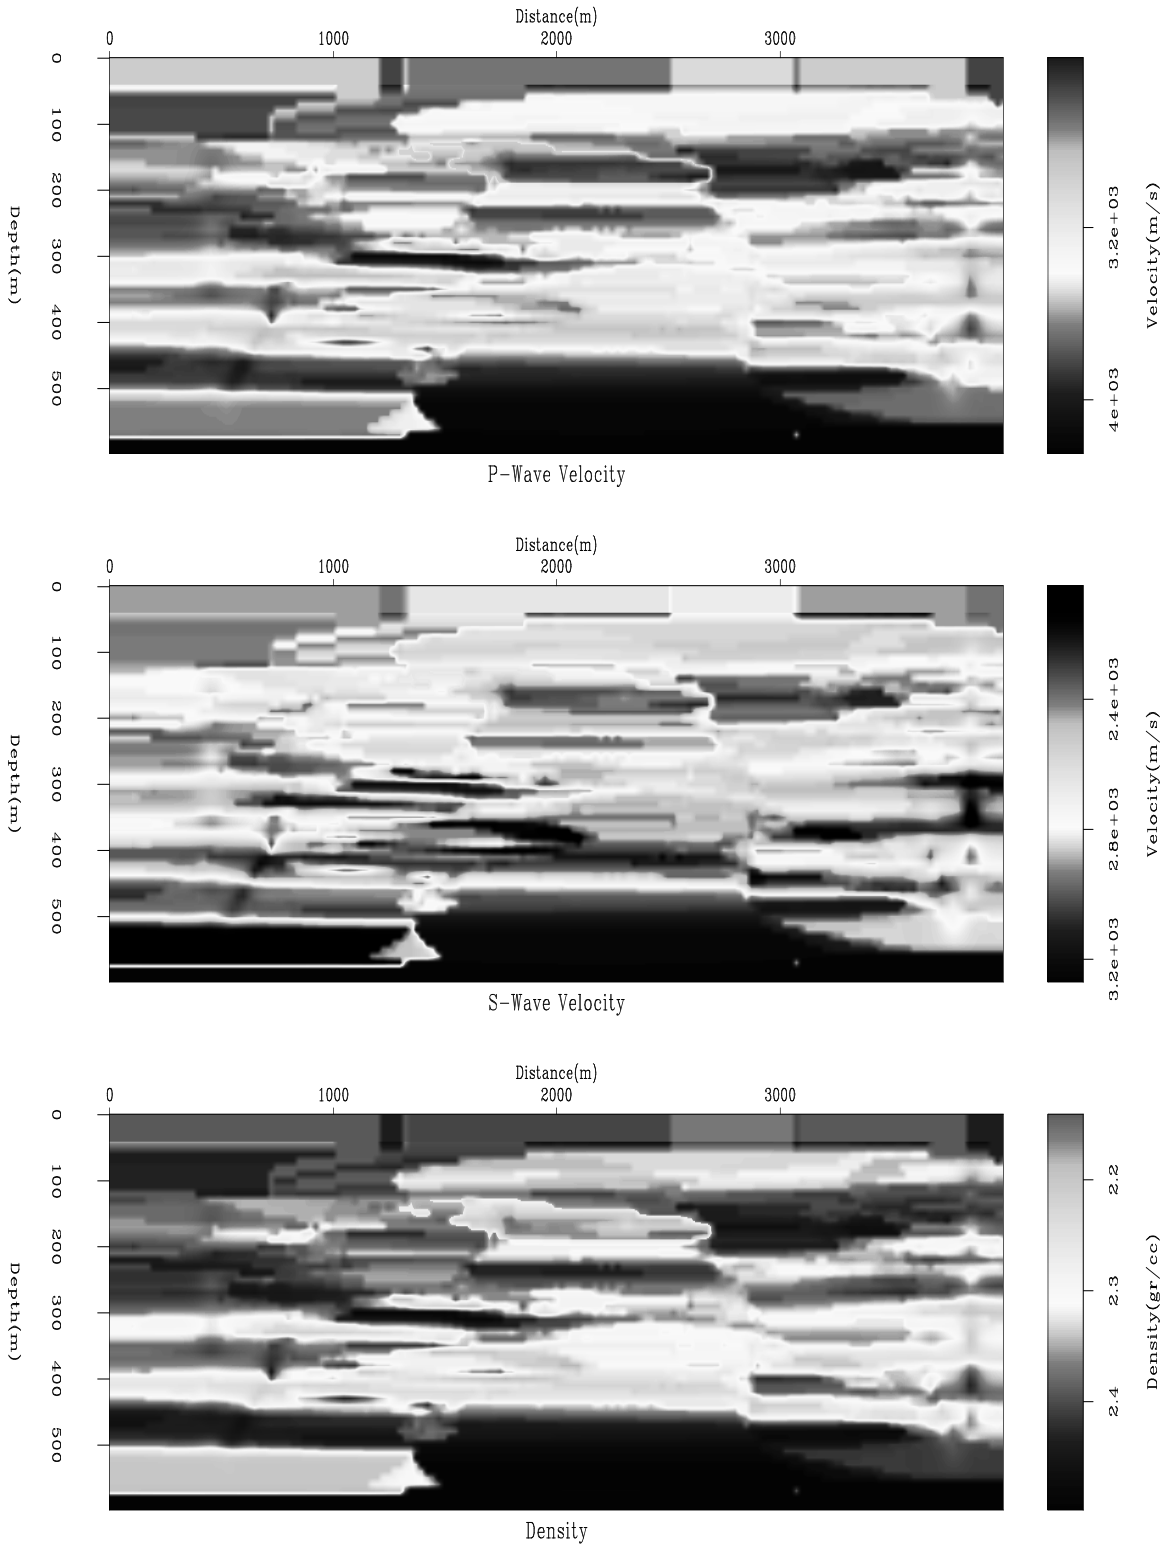 Distance(m)
0 1000 2000 3000
0
100
200
300
400
500
Depth(m)
3.2e+03
4e+03
Velocity(m/s)
P-Wave Velocity
Distance(m)
0 1000 2000 3000
0
100
200
300
400
500
Depth(m)
2.4e+03
2.8e+03
3.2e+03
Velocity(m/s)
S-Wave Velocity
Distance(m)
0 1000 2000 3000
0
100
200
300
400
500
Depth(m)
2.2
2.3
2.4
Density(gr/cc)
Density